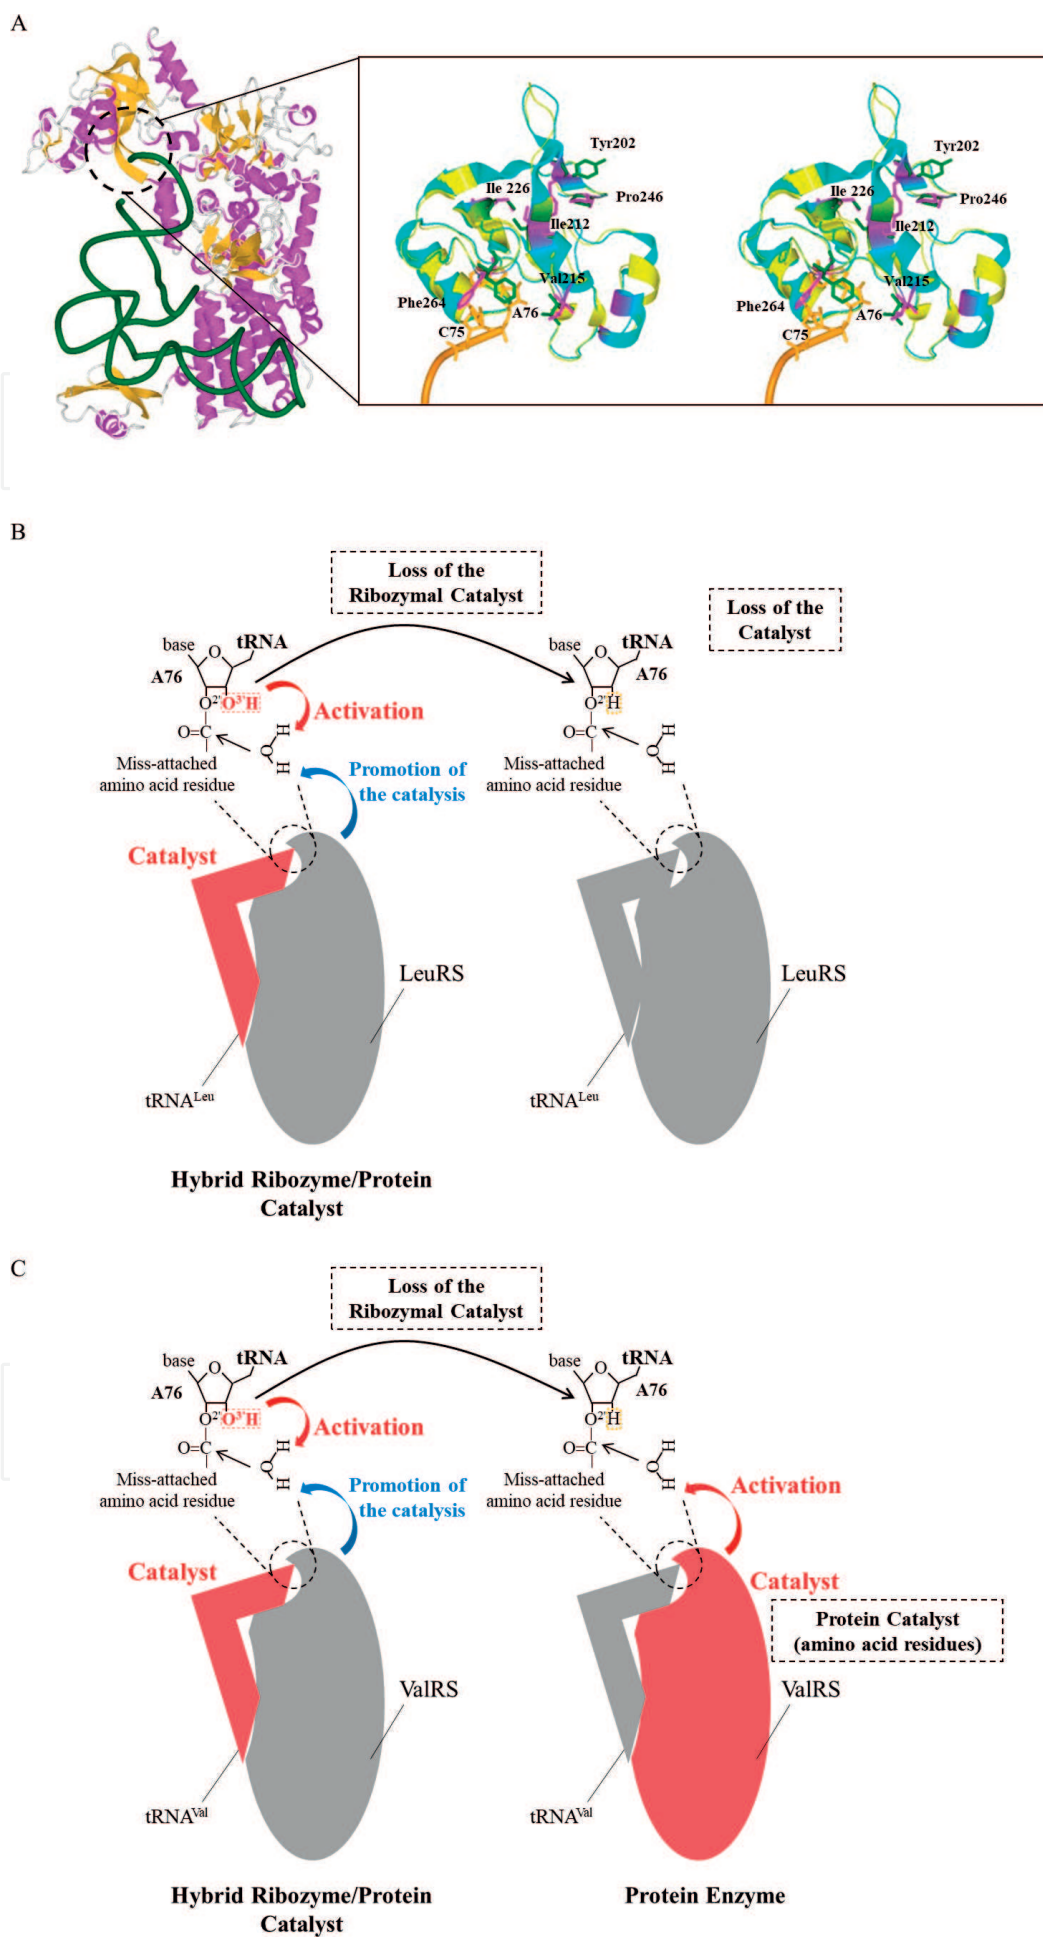 A
Tyr202
Ile 226
Pro246
Ile212
Val215
Phe264
A76
C75
Tyr202
Ile 226
Pro246
Ile212
Val215
Phe264
A76
C75
B
Loss of the
Ribozymal Catalyst
Loss of the
Catalyst
base
tRNA
A76
O
O2'
O3'H
Activation
O=C
H
O
H
Miss-attached
amino acid residue
Promotion of
the catalysis
Catalyst
LeuRS
tRNALeu
Hybrid Ribozyme/Protein
Catalyst
base
tRNA
A76
O
O2'
H
O=C
H
O
H
Miss-attached
amino acid residue
LeuRS
tRNALeu
C
Loss of the
Ribozymal Catalyst
base
tRNA
A76
O
O2'
O3'H
Activation
O=C
H
O
H
Miss-attached
amino acid residue
Promotion of
the catalysis
Catalyst
ValRS
tRNAVal
Hybrid Ribozyme/Protein
Catalyst
base
tRNA
A76
O
O2'
H
O=C
H
O
H
Miss-attached
amino acid residue
Activation
Catalyst
Protein Catalyst
(amino acid residues)
ValRS
tRNAVal
Protein Enzyme